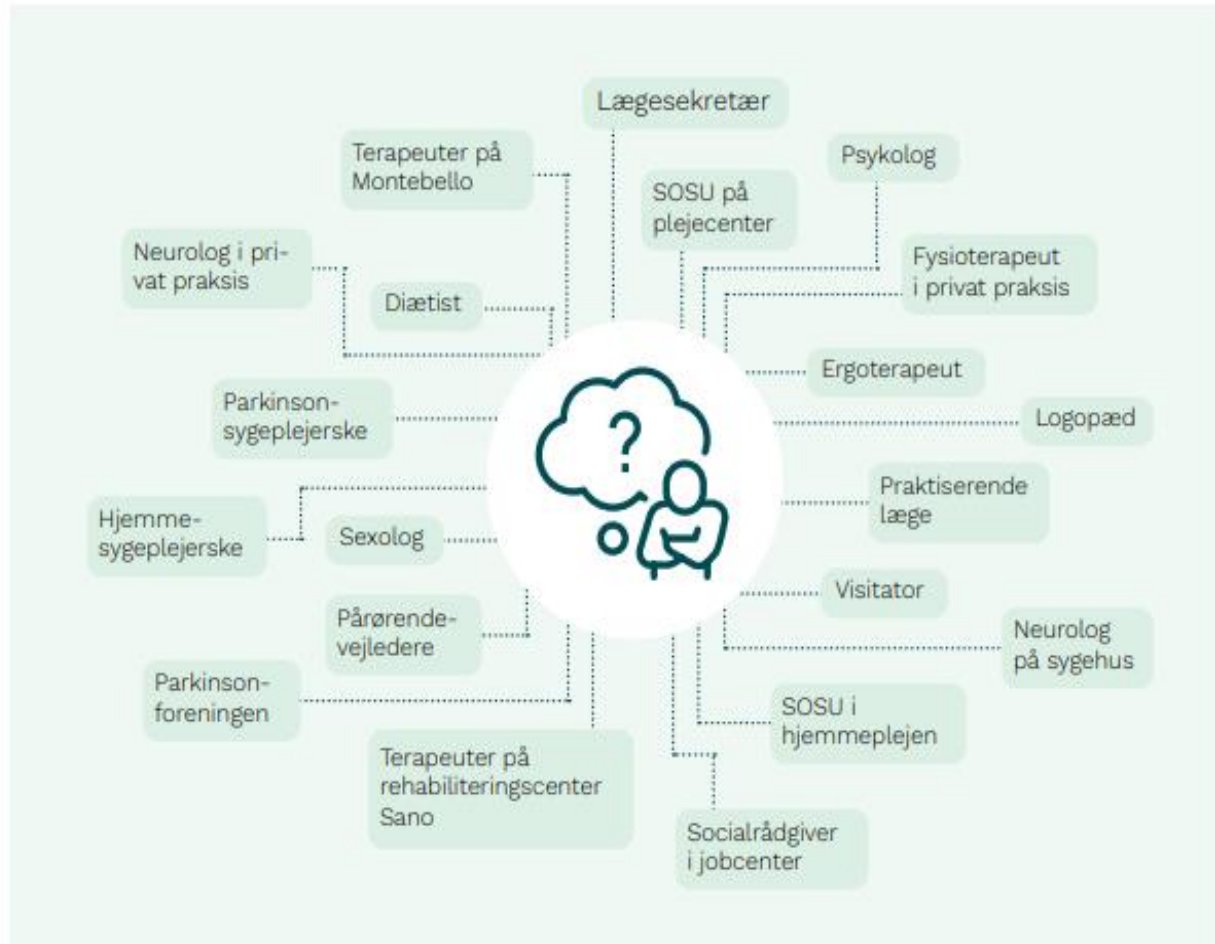 Lægesekretær
Terapeuter på
Montebello
Psykolog
SOSU på
plejecenter
Neurolog i pri-
vat praksis
Fysioterapeut
i privat praksis
Diætist
Ergoterapeut
Parkinson-
sygeplejerske
Logopæd
?
Praktiserende
læge
Hjemme-
sygeplejerske
Sexolog
Visitator
Pårørende-
vejledere
Neurolog
på sygehus
Parkinson-
foreningen
SOSU i
hjemmeplejen
Terapeuter på
rehabiliteringscenter
Sano
Socialrådgiver
i jobcenter